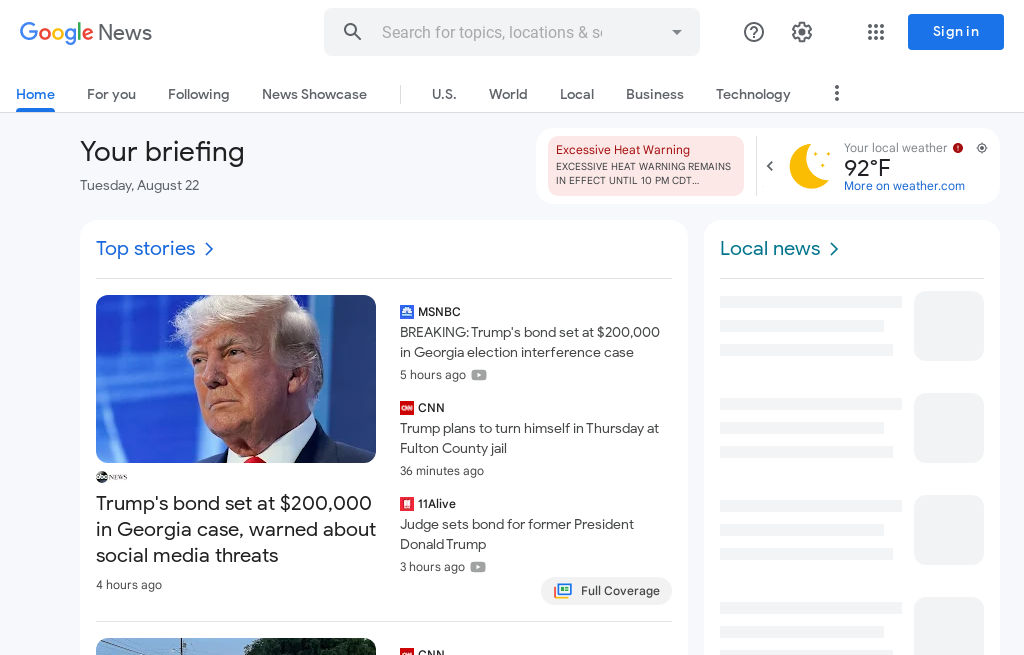 Google News
Search for topics, locations & so
Sign in
Home
For you
Following
News Showcase
U.S.
World
Local
Business
Technology
Your briefing
Tuesday, August 22
Excessive Heat Warning
EXCESSIVE HEAT WARNING REMAINS
IN EFFECT UNTIL 10 PM CDT...
Your local weather
92°F
More on weather.com
Top stories
abc NEWS
Trump's bond set at $200,000
in Georgia case, warned about
social media threats
4 hours ago
MSNBC
BREAKING: Trump's bond set at $200,000
in Georgia election interference case
5 hours ago
CNN
Trump plans to turn himself in Thursday at
Fulton County jail
36 minutes ago
11Alive
Judge sets bond for former President
Donald Trump
3 hours ago
Full Coverage
CNN
Local news